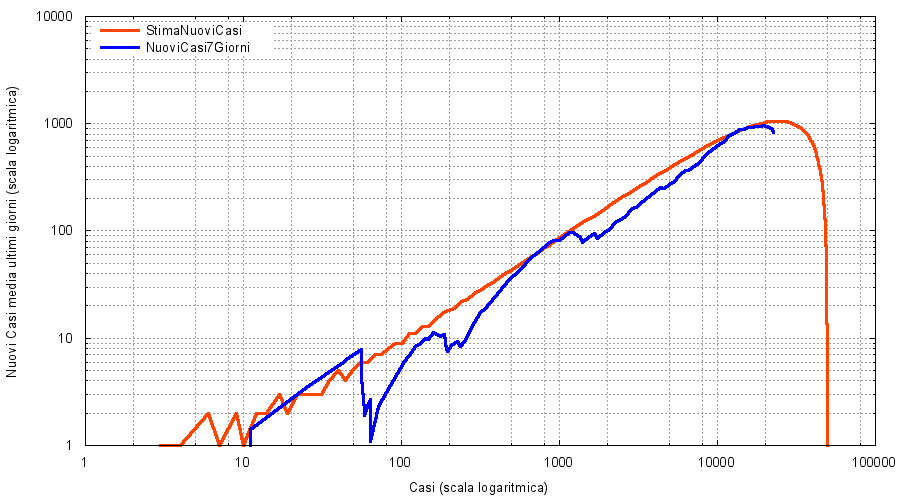 10000
StimaNuoviCasi
NuoviCasi7Giorni
1000
100
10
1
Nuovi Casi media ultimi giorni (scala logaritmica)
1 10 100 1000 10000 100000
Casi (scala logaritmica)